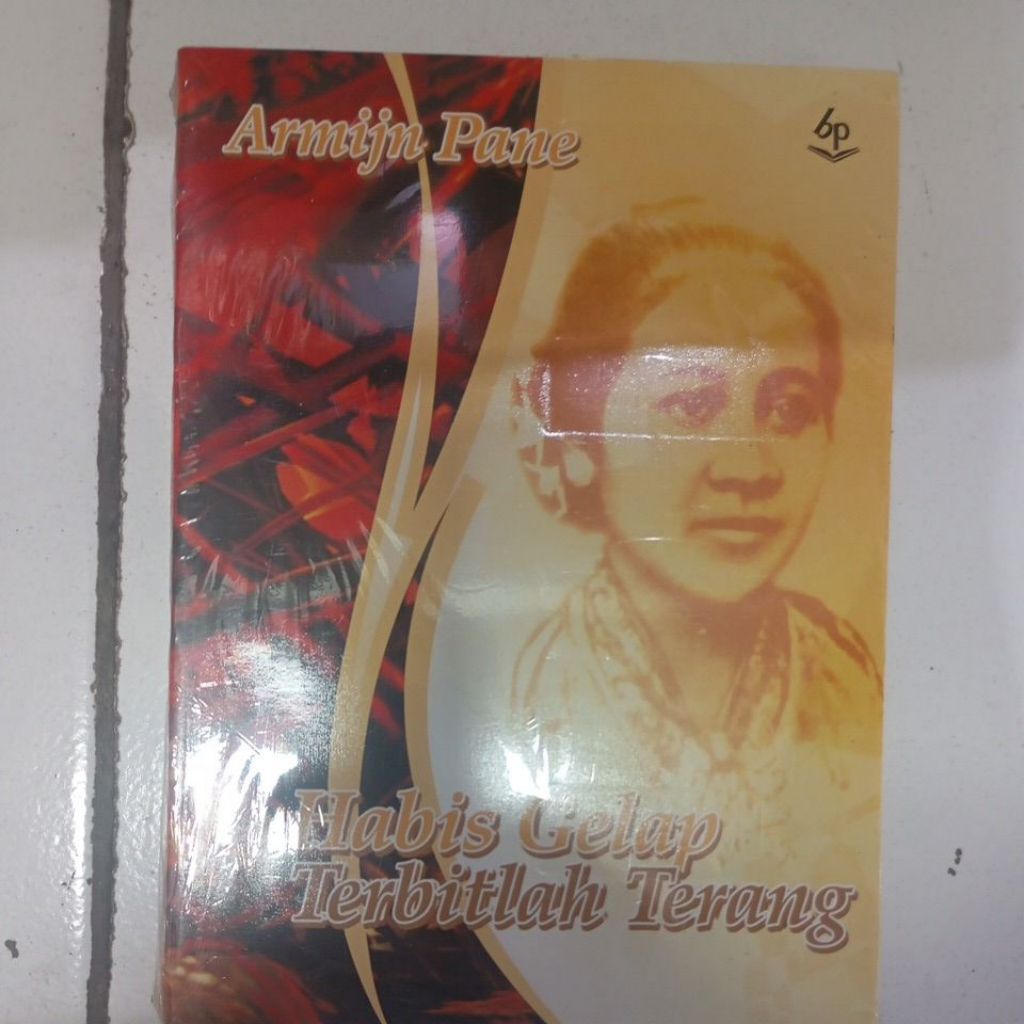 Armijn Pane
bp
Habis Gelap
Terbitlah Terang